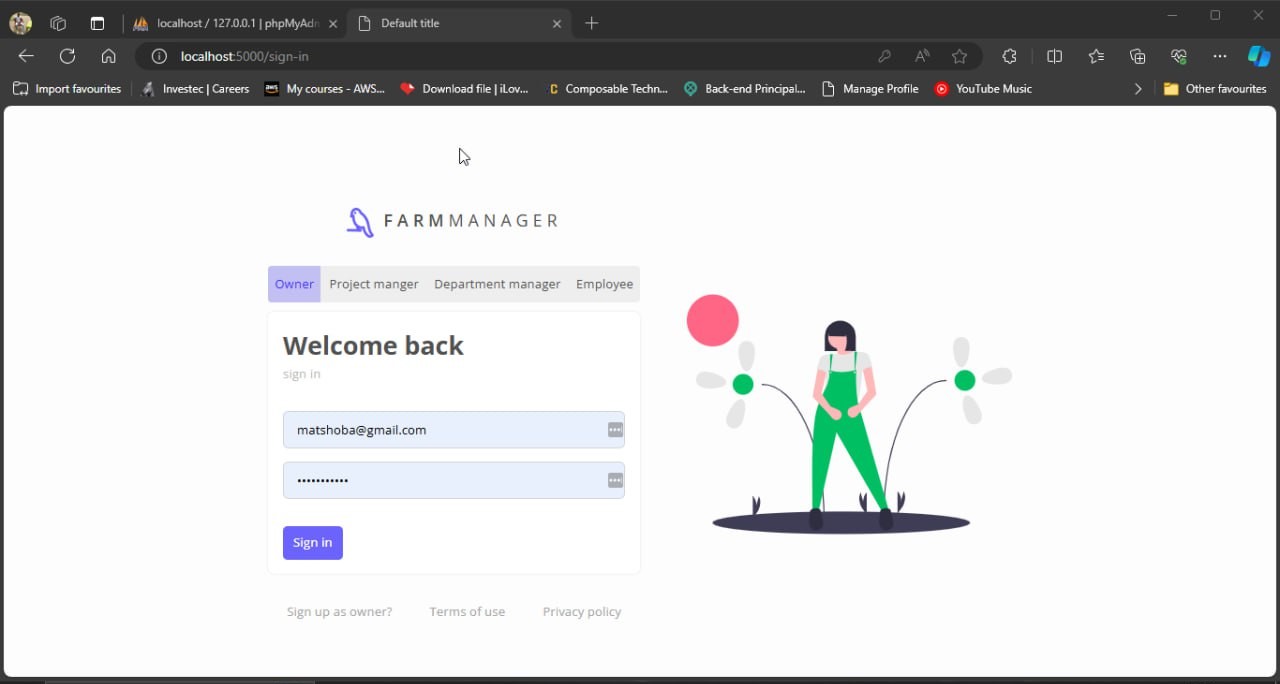 localhost / 127.0.0.1 | phpMyAdn
Default title
localhost:5000/sign-in
Import favourites
Investec | Careers
aws
My courses - AWS...
Download file | iLov...
C
Composable Techn...
Back-end Principal...
Manage Profile
YouTube Music
Other favourites
FARMMANAGER
Owner
Project manger
Department manager
Employee
Welcome back
sign in
matshoba@gmail.com
•••••••••••
Sign in
Sign up as owner?
Terms of use
Privacy policy